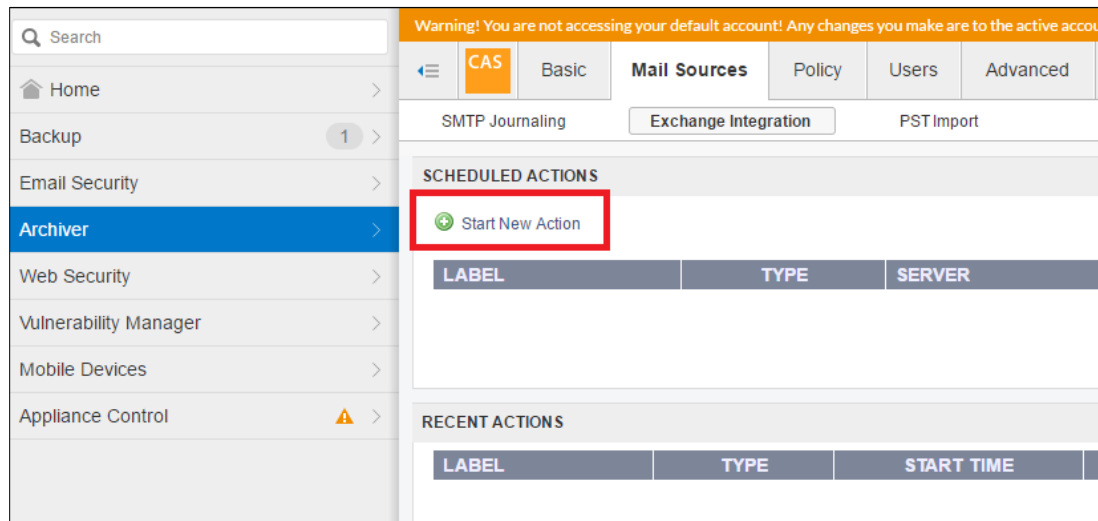 Search
Home
Backup 1
Email Security
Archiver
Web Security
Vulnerability Manager
Mobile Devices
Appliance Control
Warning! You are not accessing your default account! Any changes you make are to the active
CAS Basic Mail Sources Policy Users Advanced
SMTP Journaling Exchange Integration PST Import
SCHEDULED ACTIONS
Start New Action
LABEL TYPE SERVER
RECENT ACTIONS
LABEL TYPE START TIME